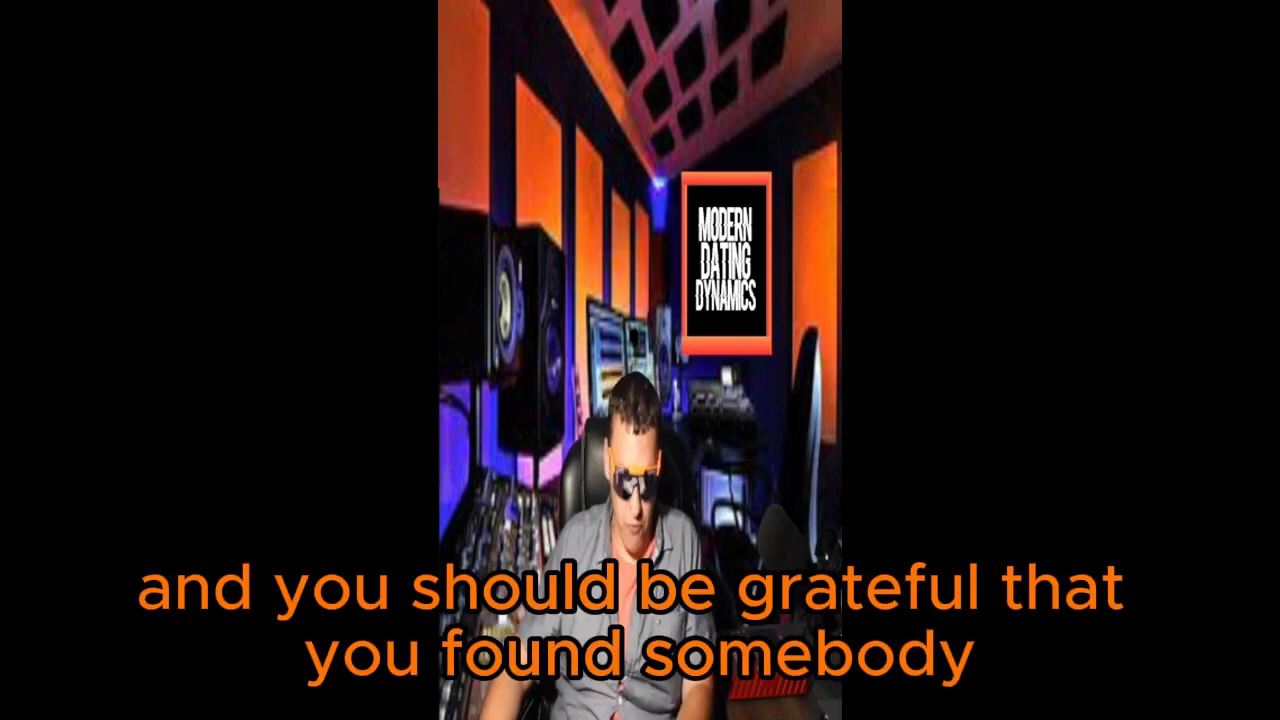 MODERN
DATING
DYNAMICS
and you should be grateful that
you found somebody